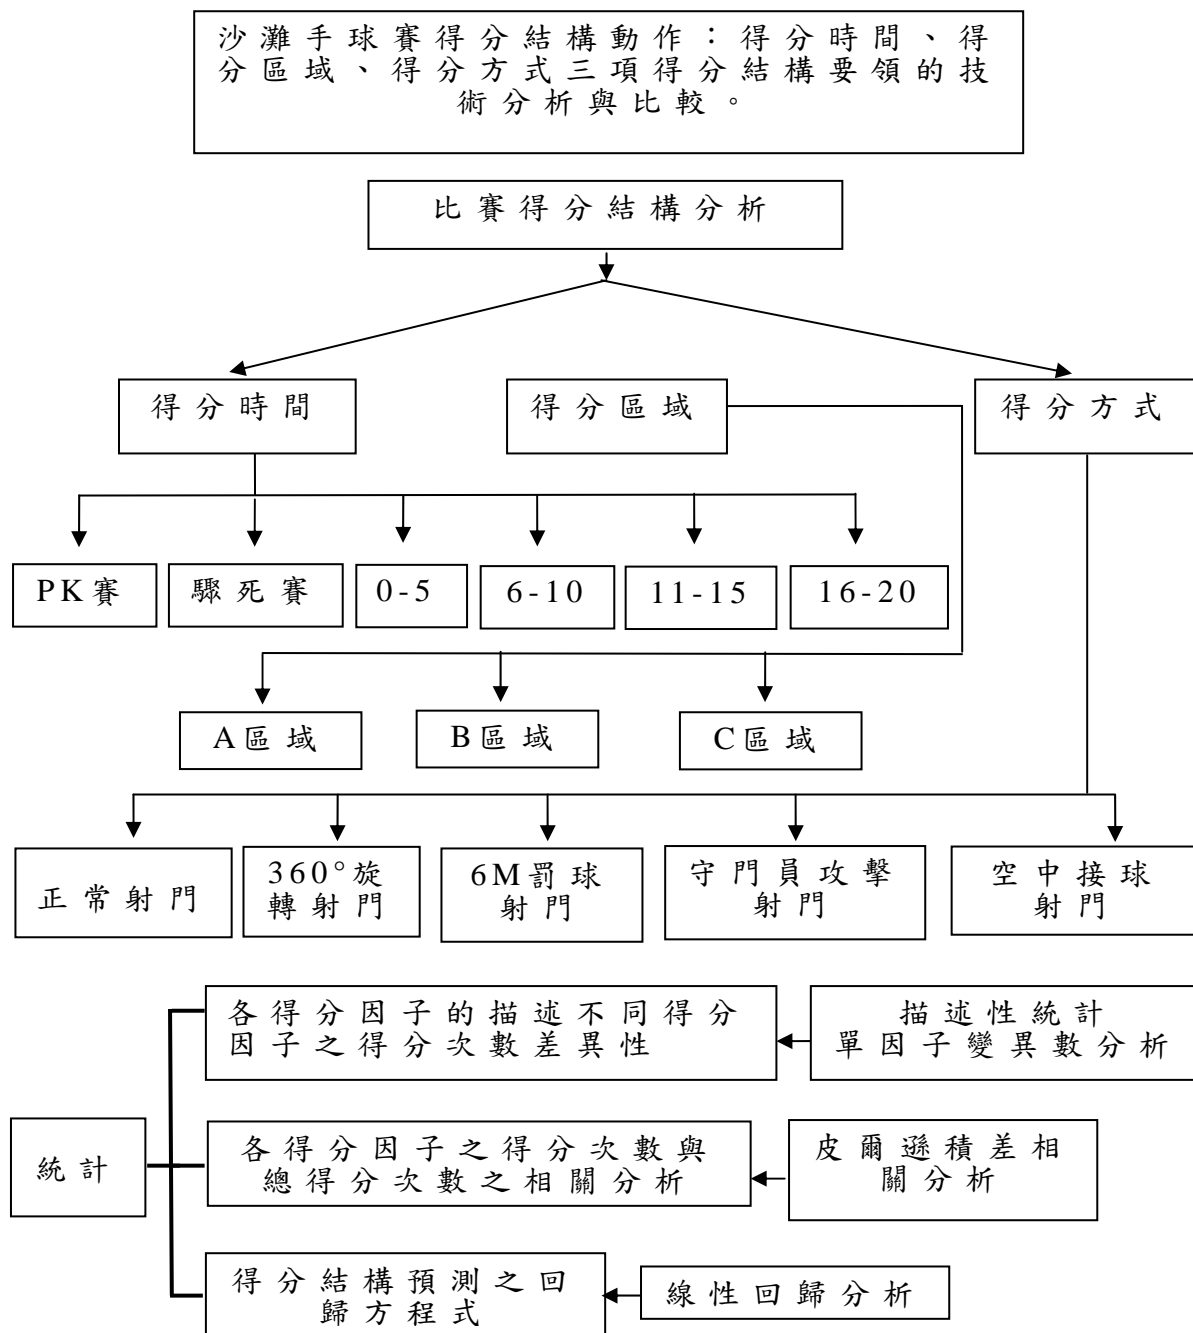 沙灘手球賽得分結構動作：得分時間、得
分區域、得分方式三項得分結構要領的技
術分析與比較。
比賽得分結構分析
得分時間
得分區域
得分方式
PK賽
驟死賽
0-5
6-10
11-15
16-20
A區域
B區域
C區域
正常射門
360°旋
轉射門
6M罰球
射門
守門員攻擊
射門
空中接球
射門
統計
各得分因子的描述不同得分
因子之得分次數差異性
描述性統計
單因子變異數分析
各得分因子之得分次數與
總得分次數之相關分析
皮爾遜積差相
關分析
得分結構預測之回
歸方程式
線性回歸分析